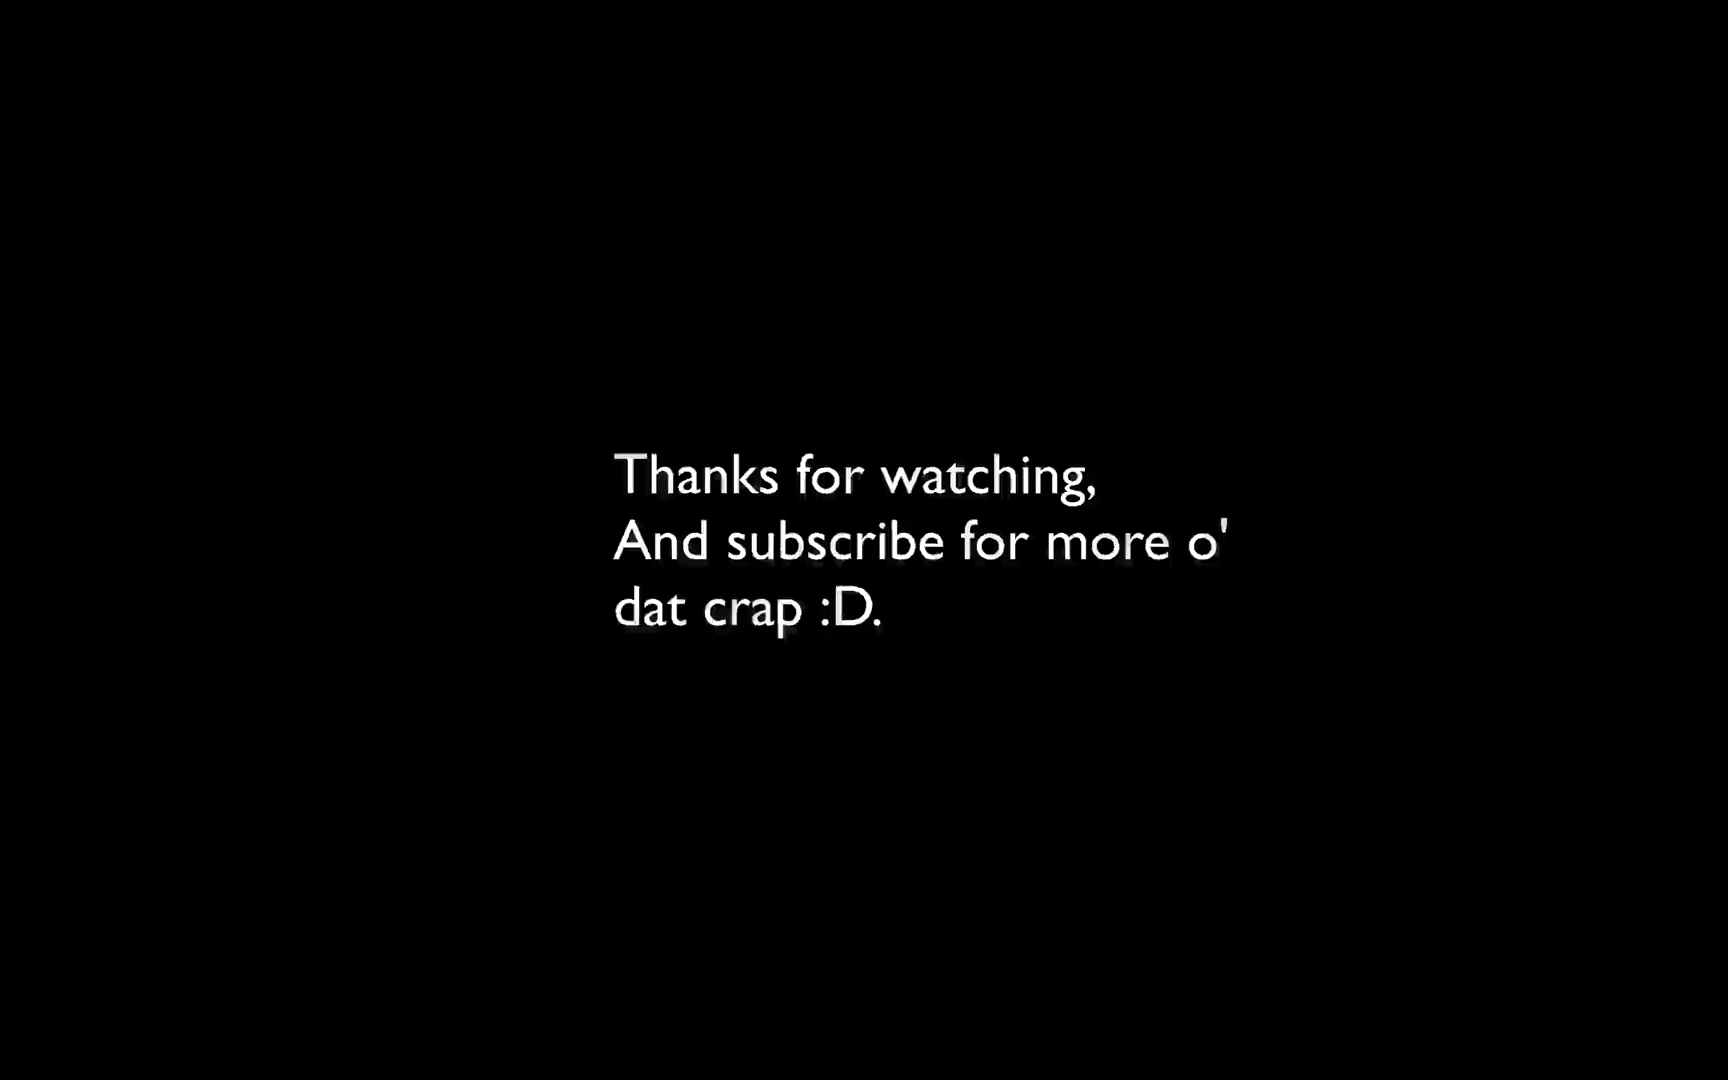 Thanks for watching,
And subscribe for more o'
dat crap :D.